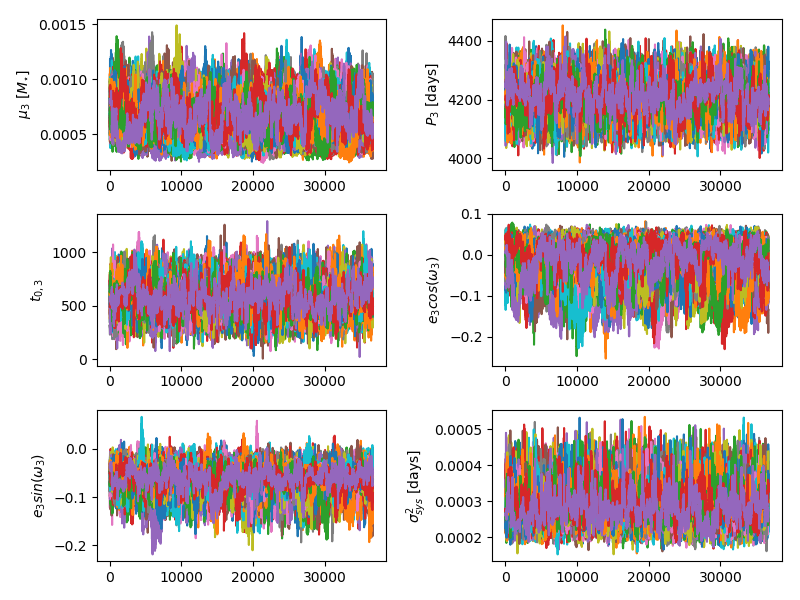 0.0015
0.0010
0.0005
μ₃ [M⋆]
0 10000 20000 30000
4400
4200
4000
P₃ [days]
0 10000 20000 30000
1000
500
0
t₀,₃
0 10000 20000 30000
0.1
0.0
−0.1
−0.2
e₃cos(ω₃)
0 10000 20000 30000
0.0
−0.1
−0.2
e₃sin(ω₃)
0 10000 20000 30000
0.0005
0.0004
0.0003
0.0002
σ²sys [days]
0 10000 20000 30000